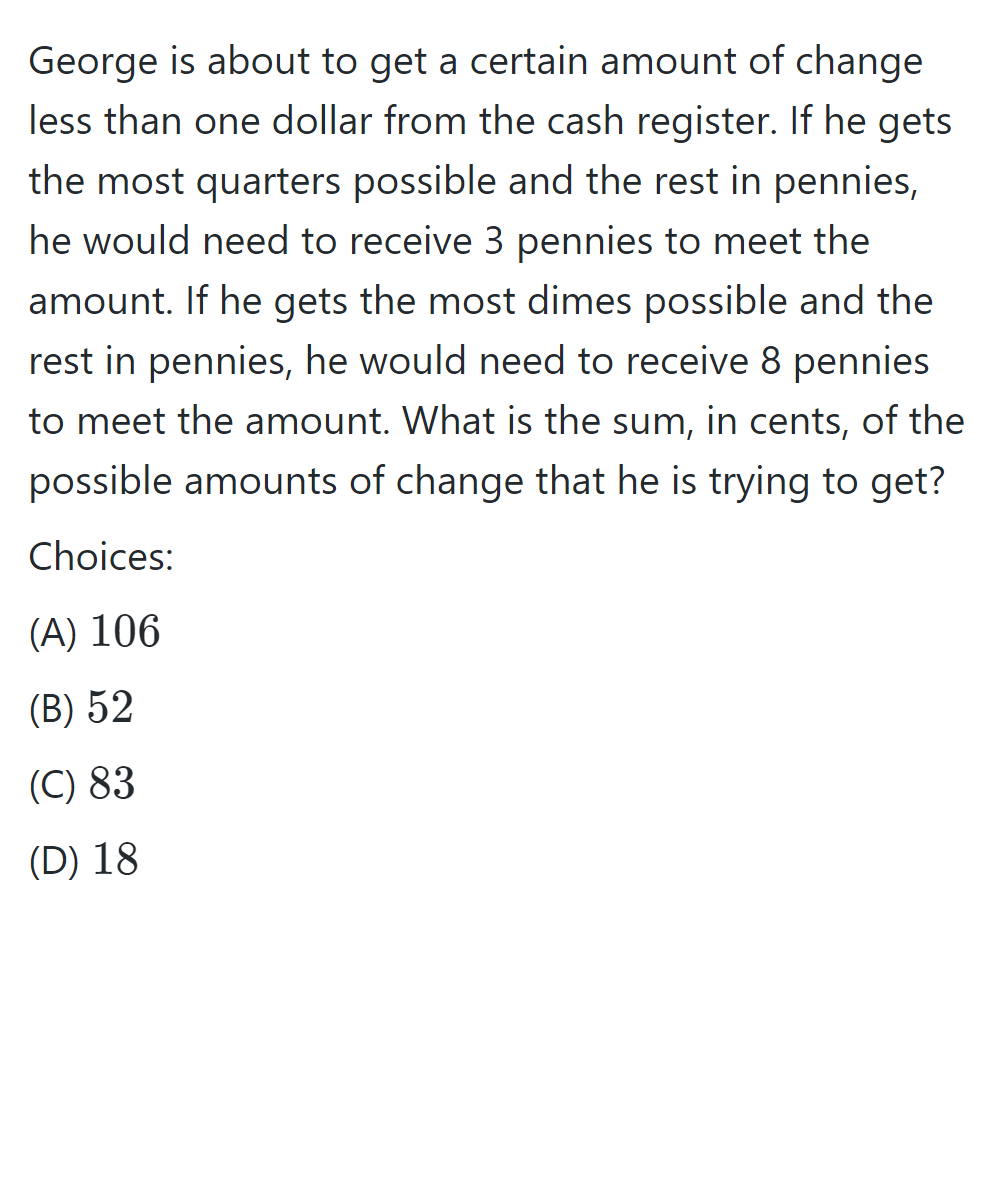 George is about to get a certain amount of change
less than one dollar from the cash register. If he gets
the most quarters possible and the rest in pennies,
he would need to receive 3 pennies to meet the
amount. If he gets the most dimes possible and the
rest in pennies, he would need to receive 8 pennies
to meet the amount. What is the sum, in cents, of the
possible amounts of change that he is trying to get?
Choices:
(A) 106
(B) 52
(C) 83
(D) 18